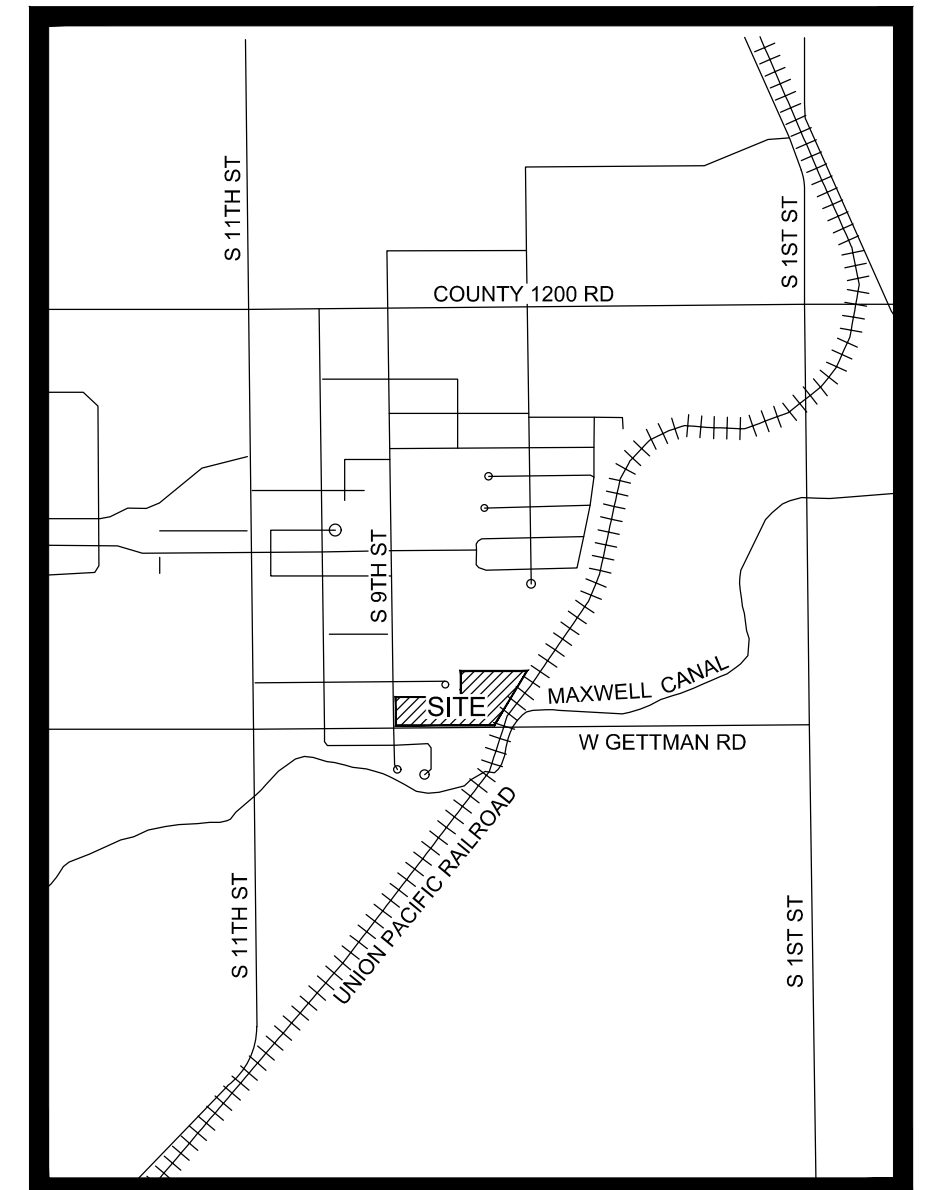 S 11TH ST
S 1ST ST
COUNTY 1200 RD
S 9TH ST
MAXWELL CANAL
SITE
W GETTMAN RD
UNION PACIFIC RAILROAD
S 11TH ST
S 1ST ST